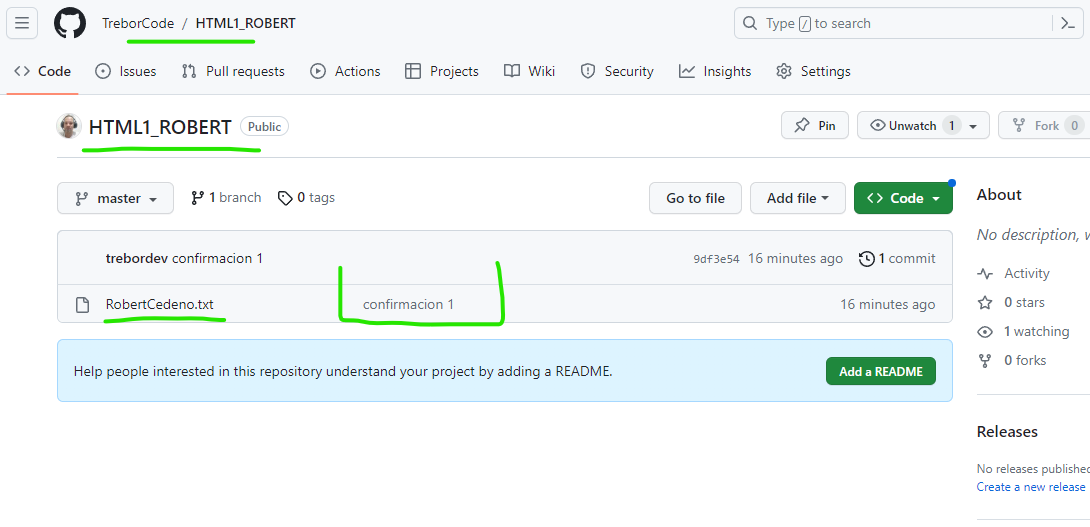 TreborCode / HTML1_ROBERT
Type / to search
Code Issues Pull requests Actions Projects Wiki Security Insights Settings
HTML1_ROBERT Public Pin Unwatch 1 Fork 0
master 1 branch 0 tags Go to file Add file Code
trebordev confirmacion 1 9df3e54 16 minutes ago 1 commit
RobertCedeno.txt confirmacion 1 16 minutes ago
Help people interested in this repository understand your project by adding a README. Add a README
About
No description,
Activity
0 stars
1 watching
0 forks
Releases
No releases published
Create a new release